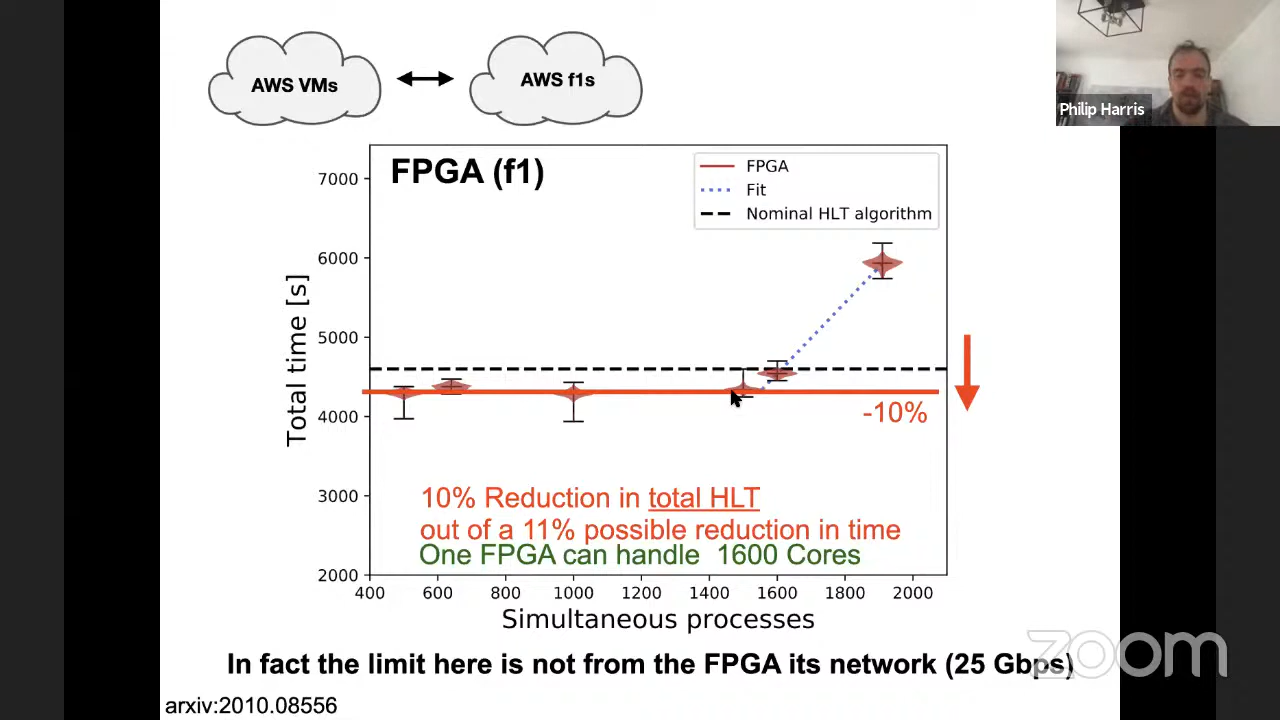 AWS VMs
AWS f1s
Philip Harris
FPGA (f1)
FPGA
Fit
Nominal HLT algorithm
7000
6000
5000
4000
3000
2000
Total time [s]
-10%
10% Reduction in total HLT
out of a 11% possible reduction in time
One FPGA can handle 1600 Cores
400 600 800 1000 1200 1400 1600 1800 2000
Simultaneous processes
In fact the limit here is not from the FPGA its network (25 Gbps)
zoom
arxiv:2010.08556